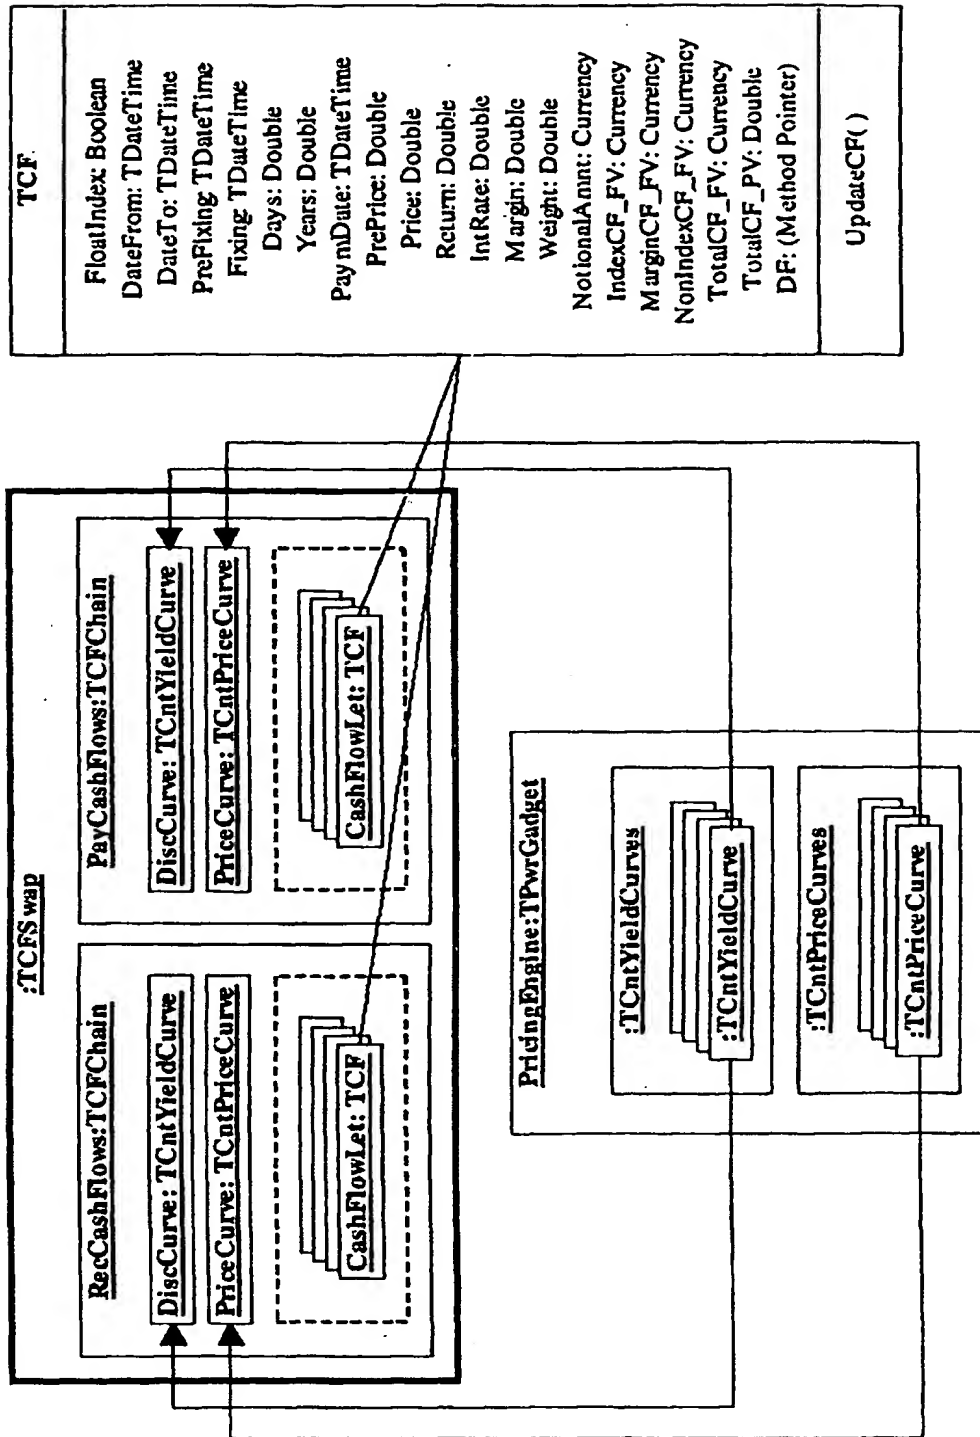 :TCFSwap
RecCashFlows:TCFChain
DiscCurve: TCntYieldCurve
PriceCurve: TCntPriceCurve
CashFlowLet: TCF
PayCashFlows:TCFChain
DiscCurve: TCntYieldCurve
PriceCurve: TCntPriceCurve
CashFlowLet: TCF
PricingEngine:TPwrGadget
:TCntYieldCurves
:TCntYieldCurve
:TCntPriceCurves
:TCntPriceCurve
TCF
FloatIndex: Boolean
DateFrom: TDateTime
DateTo: TDateTime
PreFixing TDateTime
Fixing TDateTime
Days: Double
Years: Double
PaymDate: TDateTime
PrePrice: Double
Price: Double
Return: Double
IntRate: Double
Margin: Double
Weight: Double
NotionalAmnt: Currency
IndexCF_FV: Currency
MarginCF_FV: Currency
NonIndexCF_FV: Currency
TotalCF_FV: Currency
TotalCF_PV: Double
DF: (Method Pointer)
UpdateCF( )